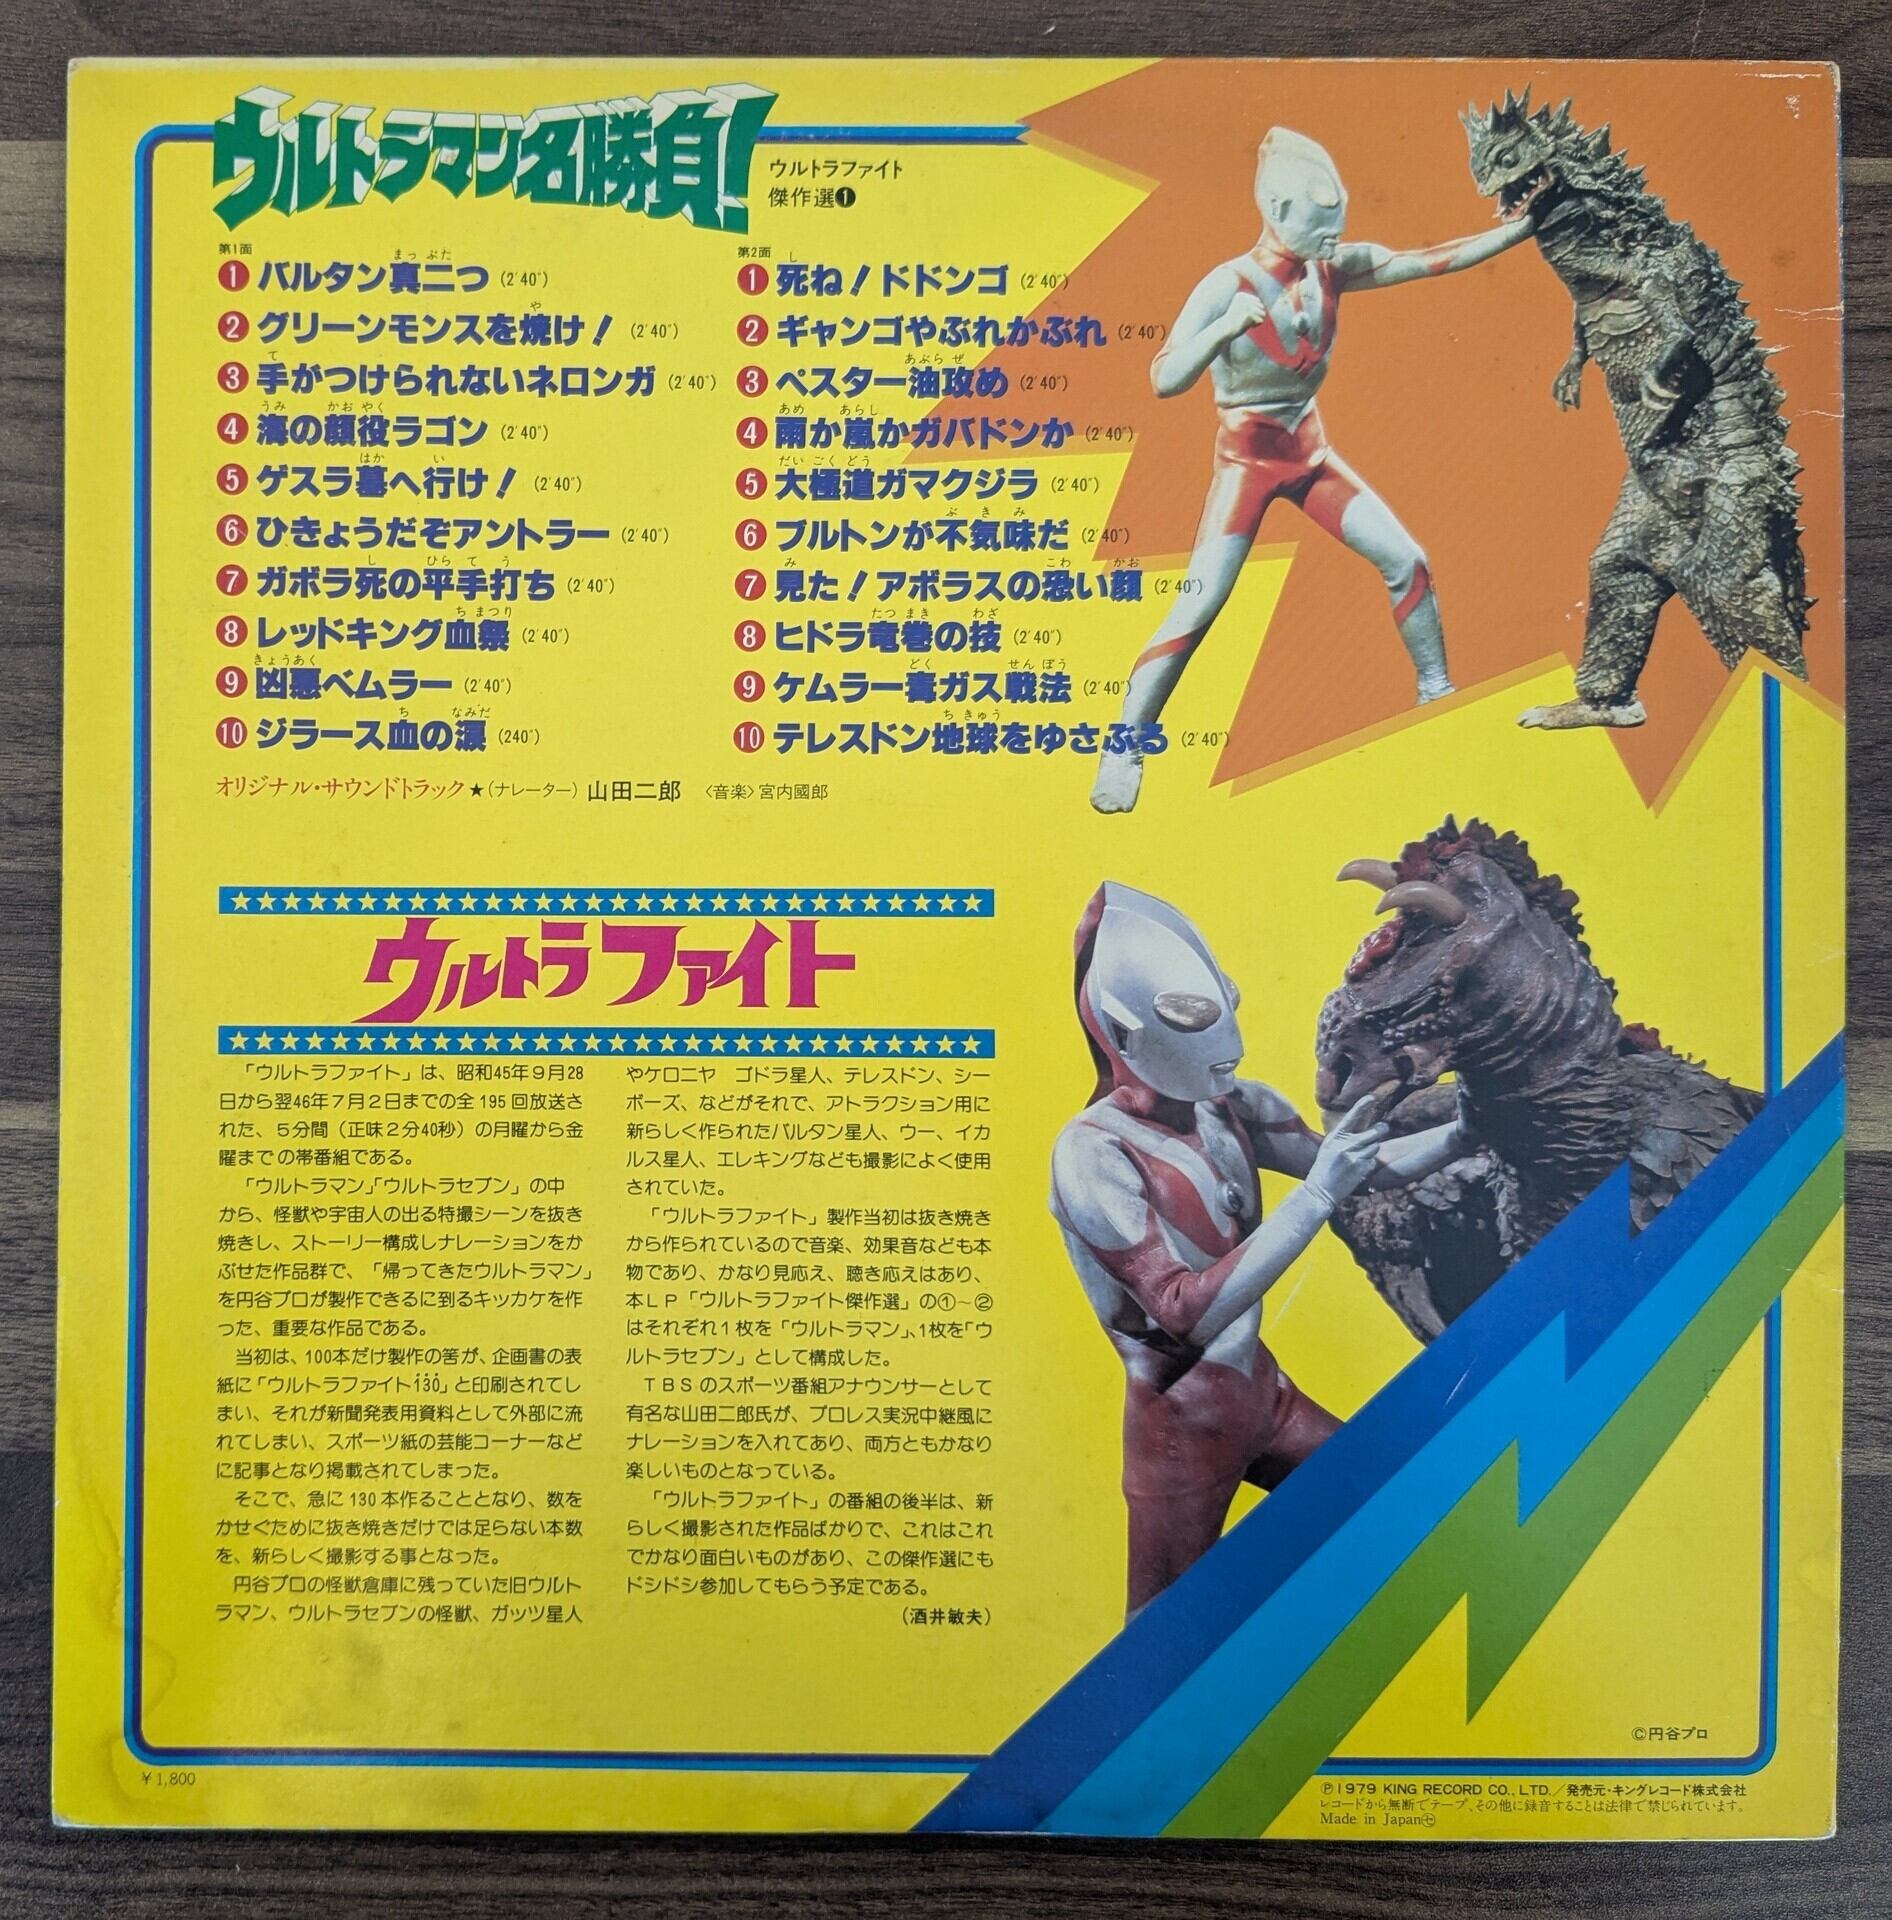 ウルトラマン名勝負!
ウルトラファイト
傑作選❶
第1面
❶バルタン真二つ(2′40″)
❷グリーンモンスを焼け!(2′40″)
❸手がつけられないネロンガ(2′40″)
❹海の顔役ラゴン(2′40″)
❺ゲスラ墓へ行け!(2′40″)
❻ひきょうだぞアントラー(2′40″)
❼ガボラ死の平手打ち(2′40″)
❽レッドキング血祭(2′40″)
❾凶悪ベムラー(2′40″)
❿ジラース血の涙(240″)
第2面
❶死ね!ドドンゴ(2′40″)
❷ギャンゴやぶれかぶれ(2′40″)
❸ペスター油攻め(2′40″)
❹雨か嵐かガバドンか(2′40″)
❺大極道ガマクジラ(2′40″)
❻ブルトンが不気味だ(2′40″)
❼見た!アボラスの恐い顔(2′40″)
❽ヒドラ竜巻の技(2′40″)
❾ケムラー毒ガス戦法(2′40″)
❿テレスドン地球をゆさぶる(2′40″)
オリジナル・サウンドトラック★(ナレーター)山田二郎 〈音楽〉宮内國郎
ウルトラファイト
「ウルトラファイト」は、昭和45年9月28
日から翌46年7月2日までの全195回放送さ
れた、5分間(正味2分40秒)の月曜から金
曜までの帯番組である。
「ウルトラマン」「ウルトラセブン」の中
から、怪獣や宇宙人の出る特撮シーンを抜き
焼きし、ストーリー構成しナレーションをか
ぶせた作品群で、「帰ってきたウルトラマン」
を円谷プロが製作できるに到るキッカケを作
った、重要な作品である。
当初は、100本だけ製作の筈が、企画書の表
紙に「ウルトラファイト130」と印刷されてし
まい、それが新聞発表用資料として外部に流
れてしまい、スポーツ紙の芸能コーナーなど
に記事となり掲載されてしまった。
そこで、急に130本作ることとなり、数を
かせぐために抜き焼きだけでは足らない本数
を、新らしく撮影する事となった。
円谷プロの怪獣倉庫に残っていた旧ウルト
ラマン、ウルトラセブンの怪獣、ガッツ星人
やケロニヤ ゴドラ星人、テレスドン、シー
ボーズ、などがそれで、アトラクション用に
新らしく作られたバルタン星人、ウー、イカ
ルス星人、エレキングなども撮影によく使用
されていた。
「ウルトラファイト」製作当初は抜き焼き
から作られているので音楽、効果音なども本
物であり、かなり見応え、聴き応えはあり、
本LP「ウルトラファイト傑作選」の①〜②
はそれぞれ1枚を「ウルトラマン」、1枚を「ウ
ルトラセブン」として構成した。
TBSのスポーツ番組アナウンサーとして
有名な山田二郎氏が、プロレス実況中継風に
ナレーションを入れてあり、両方ともかなり
楽しいものとなっている。
「ウルトラファイト」の番組の後半は、新
らしく撮影された作品ばかりで、これはこれ
でかなり面白いものがあり、この傑作選にも
ドシドシ参加してもらう予定である。
(酒井敏夫)
©円谷プロ
¥1,800
Ⓟ1979 KING RECORD CO., LTD./発売元・キングレコード株式会社
レコードから無断でテープ、その他に録音することは法律で禁じられています。
Made in Japan㋝